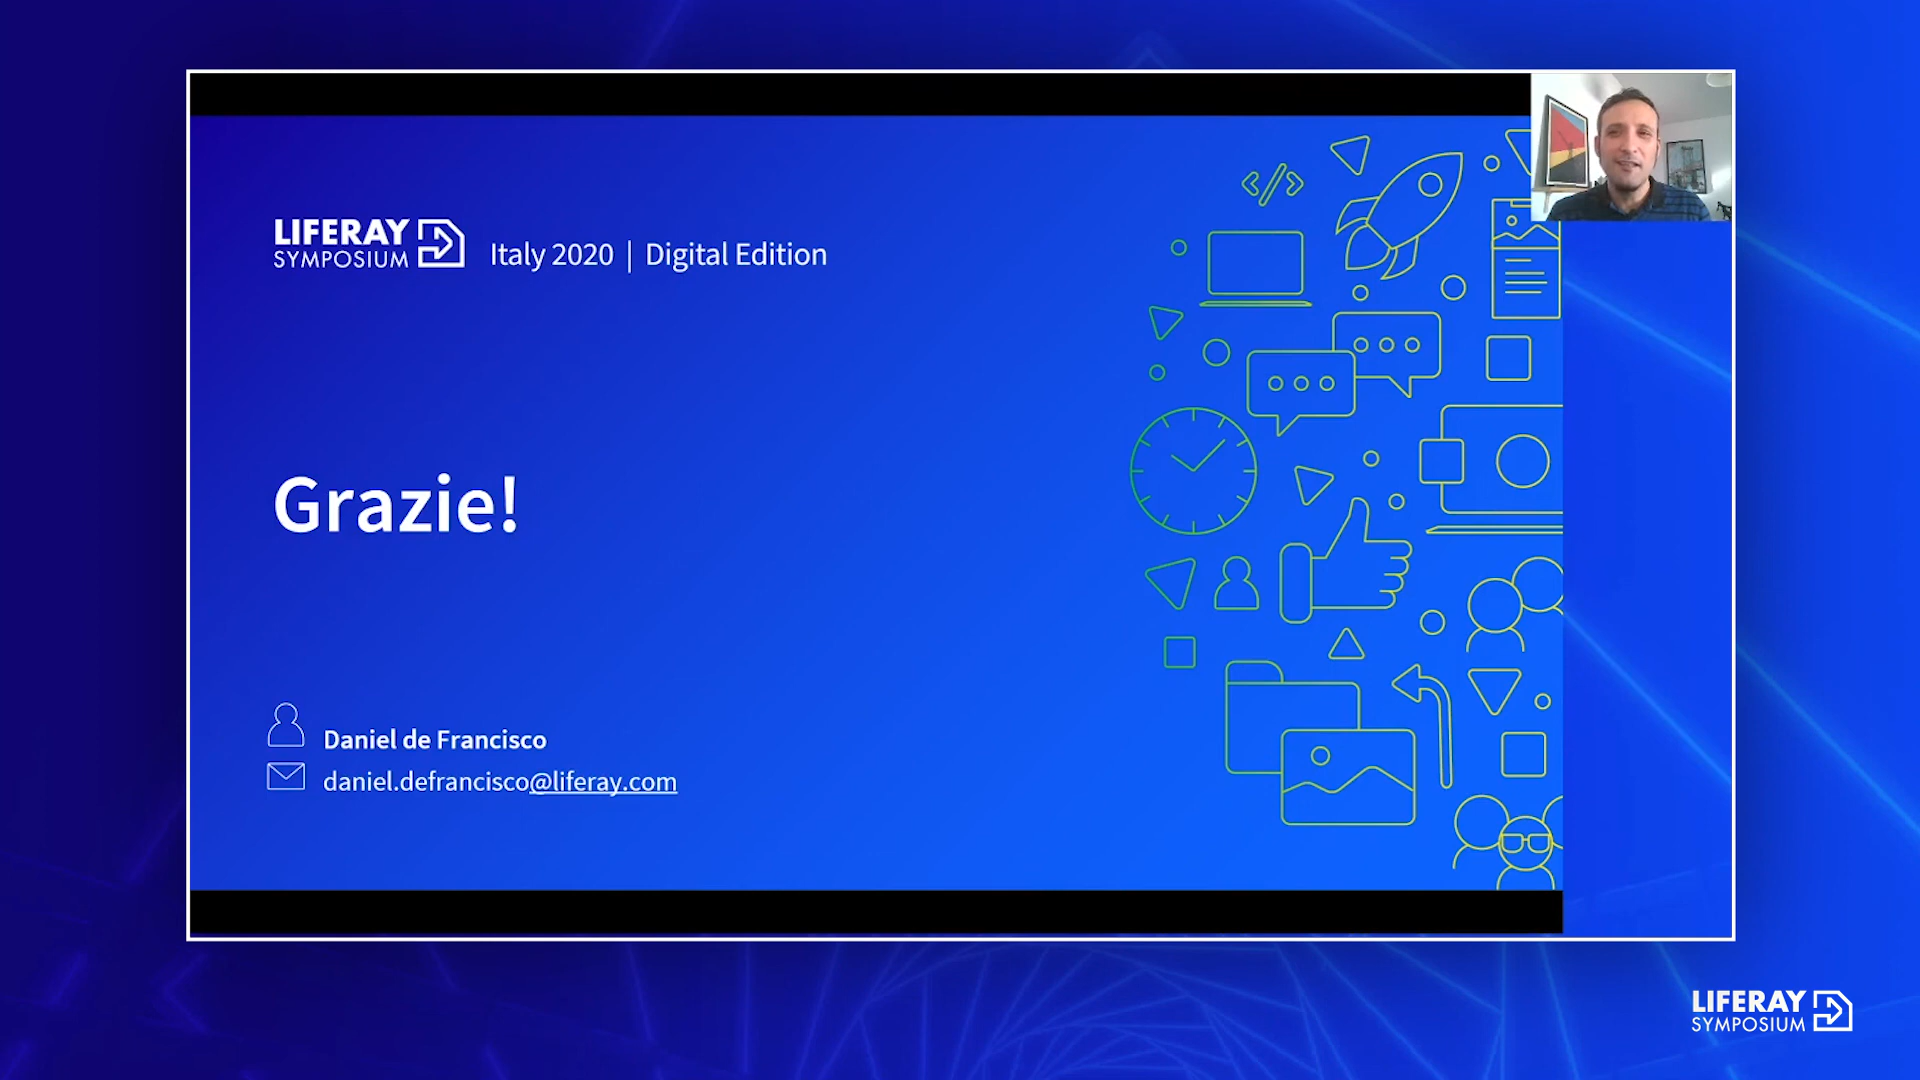 LIFERAY
SYMPOSIUM
Italy 2020 | Digital Edition
</>
Grazie!
Daniel de Francisco
daniel.defrancisco@liferay.com
LIFERAY
SYMPOSIUM